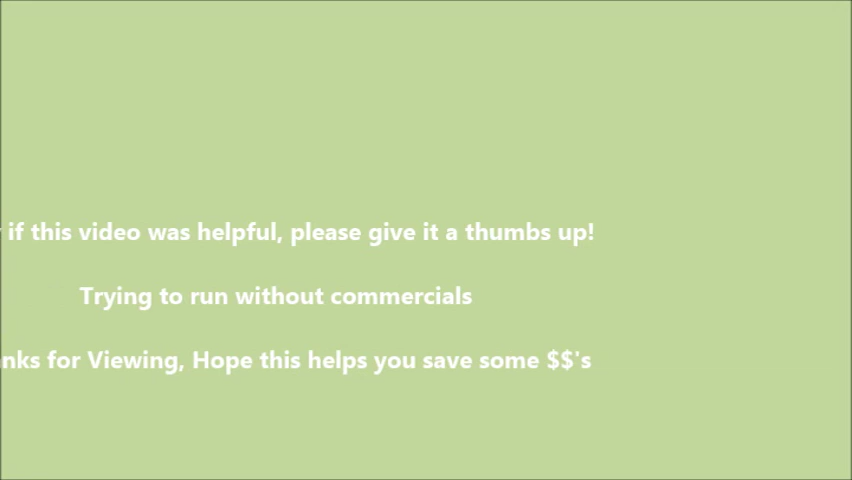 if this video was helpful, please give it a thumbs up!
Trying to run without commercials
for Viewing, Hope this helps you save some $$'s